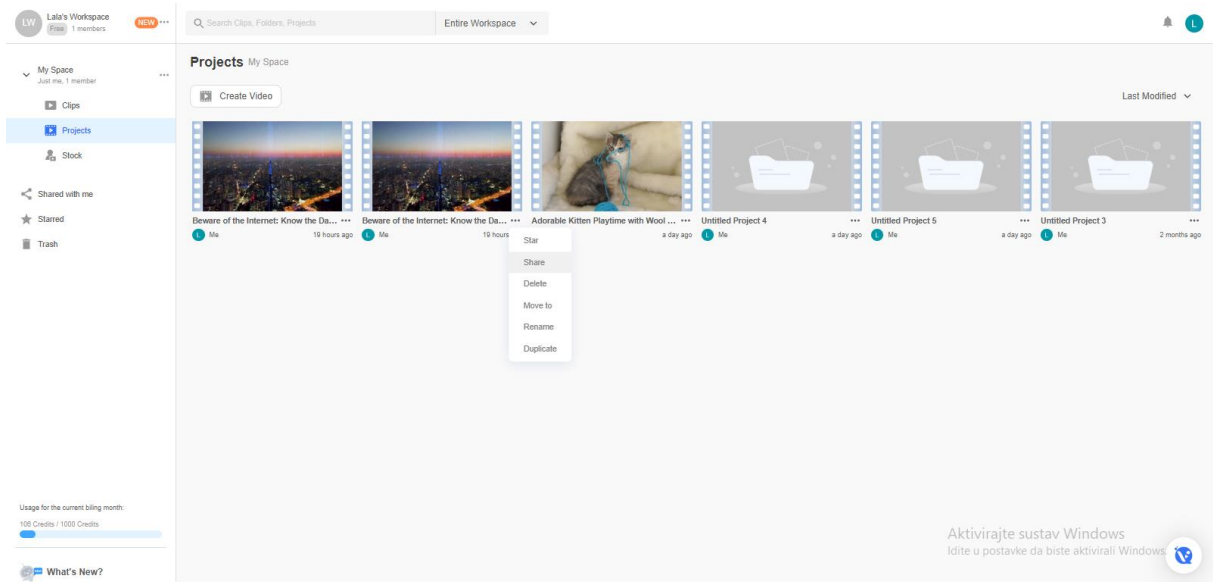 LW
Lala's Workspace
Free 1 members
NEW
Search Clips, Folders, Projects
Entire Workspace
L
My Space
Just me, 1 member
Clips
Projects
Stock
Shared with me
Starred
Trash
Usage for the current biling month:
108 Credits / 1000 Credits
What's New?
Projects My Space
Create Video
Last Modified
Beware of the Internet: Know the Da... ···
L Me 19 hours ago
Beware of the Internet: Know the Da... ···
L Me 19 hours
Adorable Kitten Playtime with Wool ... ···
a day ago
Untitled Project 4 ···
L Me a day ago
Untitled Project 5 ···
L Me a day ago
Untitled Project 3 ···
L Me 2 months ago
Star
Share
Delete
Move to
Rename
Duplicate
Aktivirajte sustav Windows
Idite u postavke da biste aktivirali Windows.